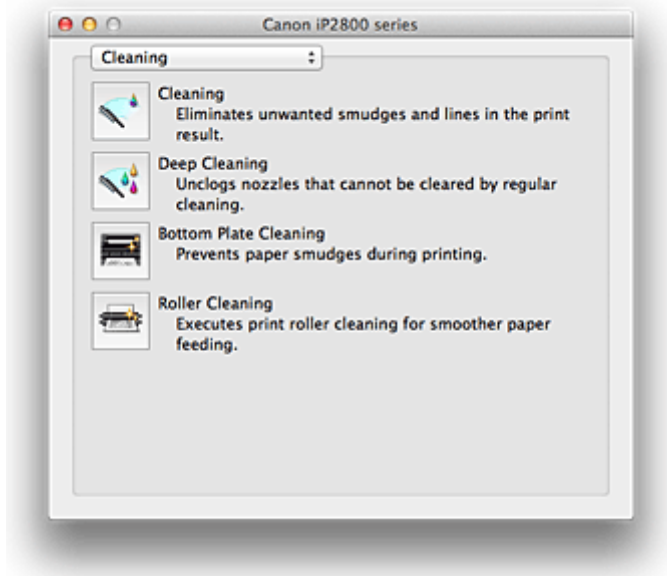 Canon iP2800 series
Cleaning
Cleaning
Eliminates unwanted smudges and lines in the print
result.
Deep Cleaning
Unclogs nozzles that cannot be cleared by regular
cleaning.
Bottom Plate Cleaning
Prevents paper smudges during printing.
Roller Cleaning
Executes print roller cleaning for smoother paper
feeding.